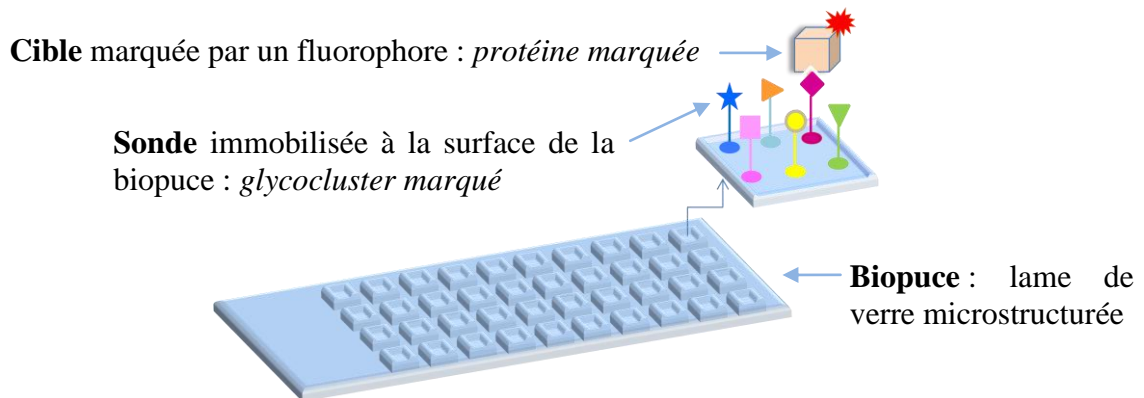 Cible marquée par un fluorophore : protéine marquée
Sonde immobilisée à la surface de la
biopuce : glycocluster marqué
Biopuce : lame de
verre microstructurée